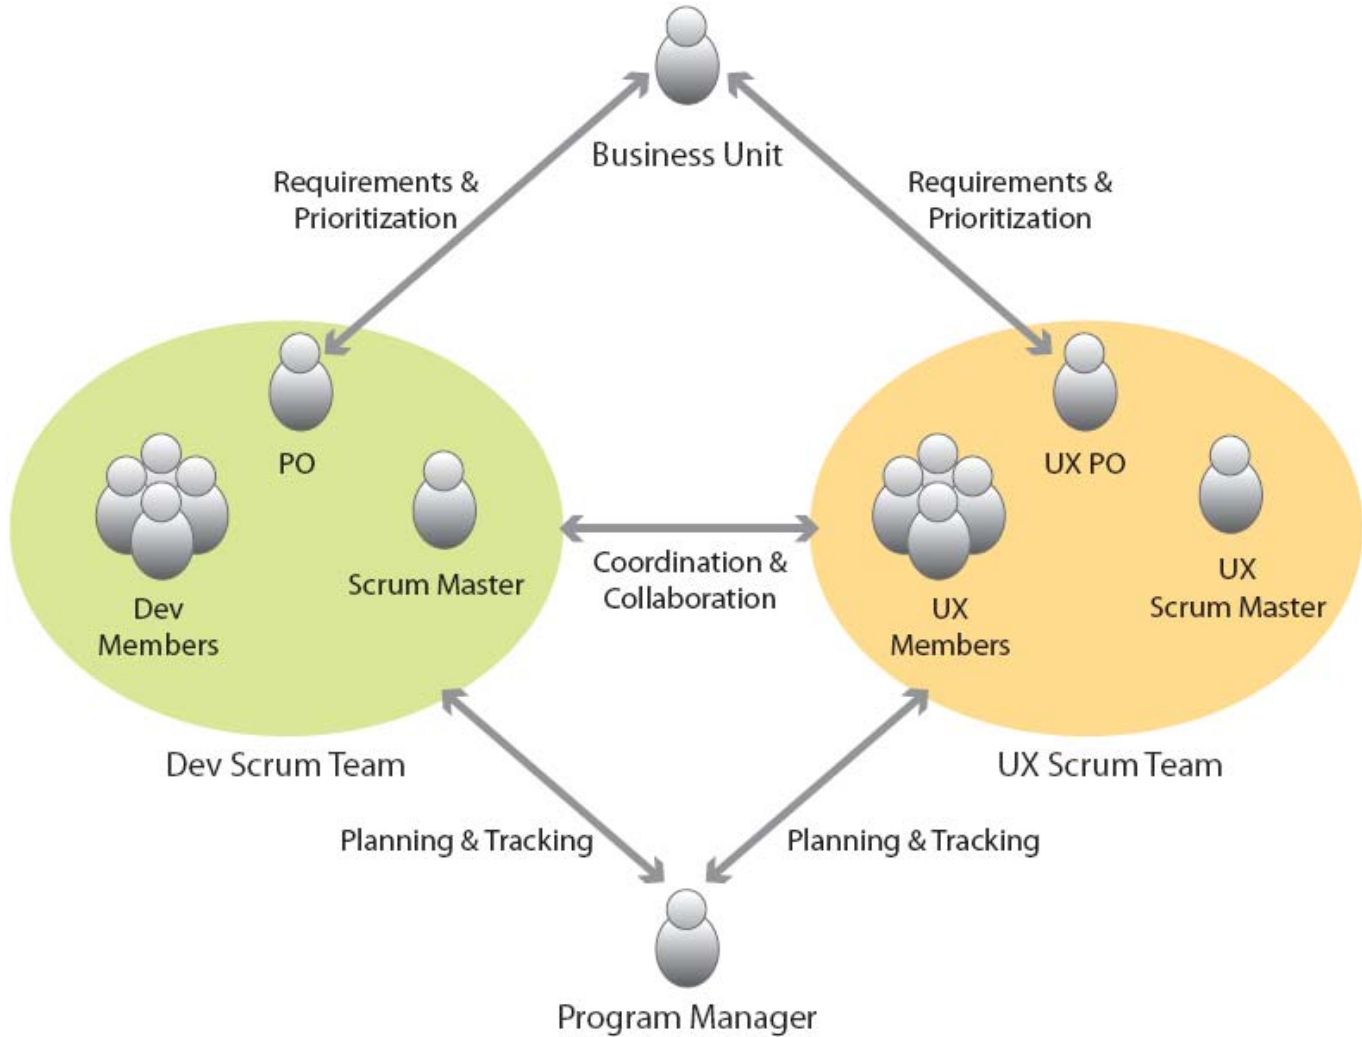 Business Unit
Requirements &
Prioritization
Requirements &
Prioritization
PO
UX PO
Scrum Master
Dev
Members
Coordination &
Collaboration
UX
Members
UX
Scrum Master
Dev Scrum Team
UX Scrum Team
Planning & Tracking
Planning & Tracking
Program Manager